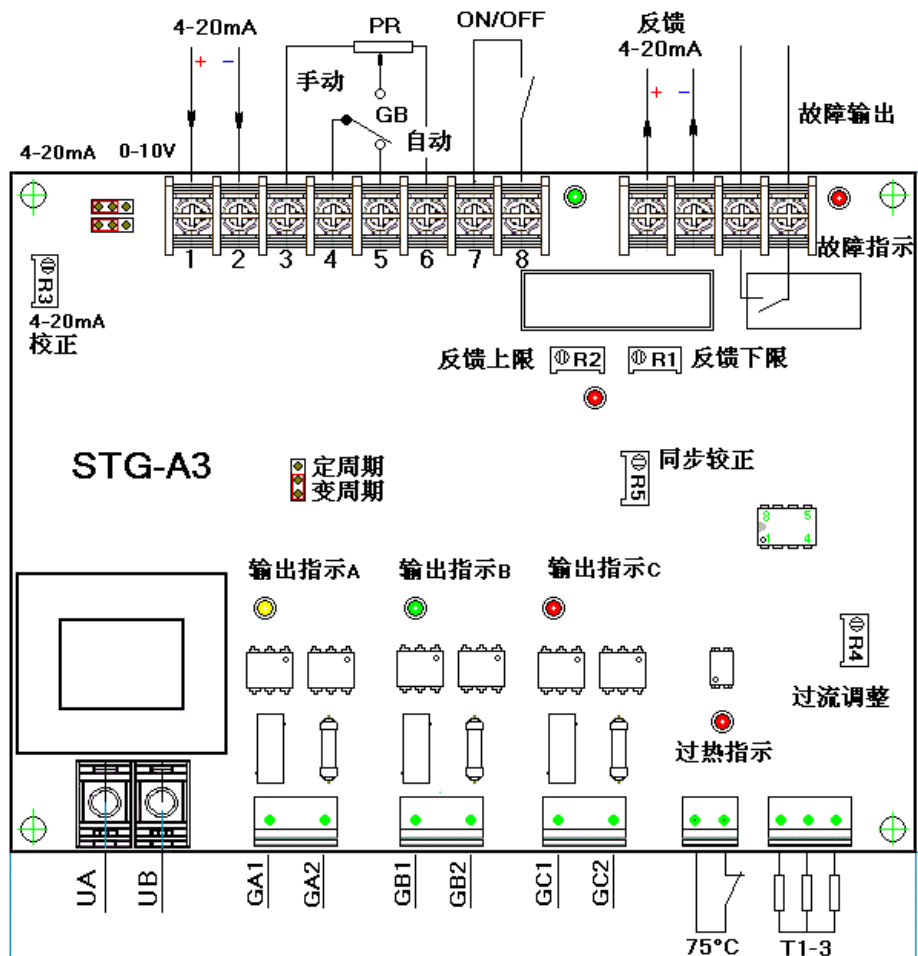 4-20mA PR ON/OFF 反馈
4-20mA
+ − 手动 + −
GB 自动 故障输出
4-20mA 0-10V
1 2 3 4 5 6 7 8 故障指示
R3
4-20mA
校正
反馈上限 R2 R1 反馈下限
STG-A3 定周期 同步较正
变周期 R5
8 5
1 4
输出指示A 输出指示B 输出指示C
R4
过流调整
过热指示
UA UB GA1 GA2 GB1 GB2 GC1 GC2
75°C T1-3